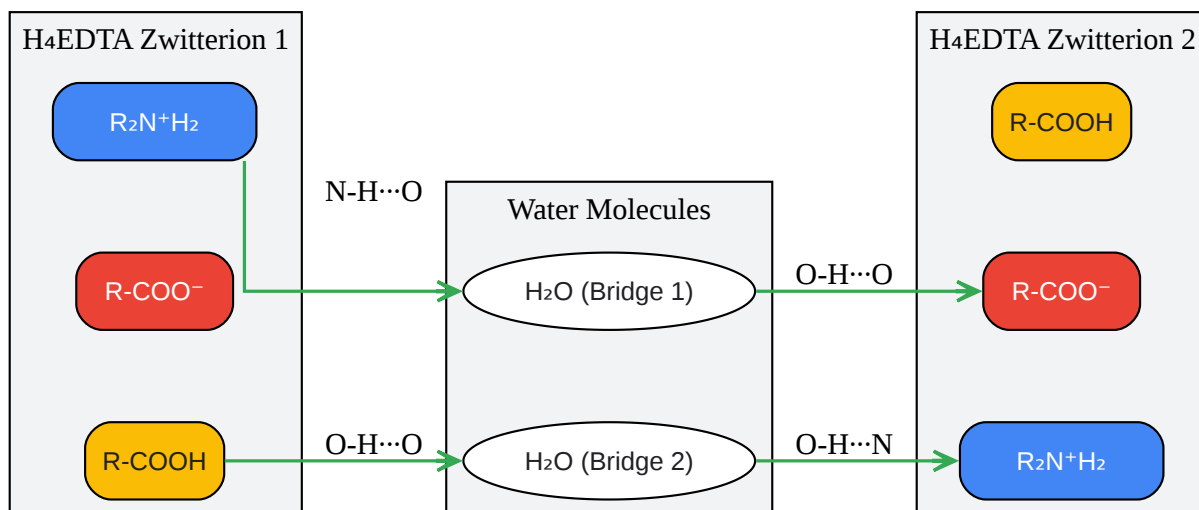 H₄EDTA Zwitterion 1
R₂N⁺H₂
R-COO⁻
R-COOH
N-H···O
O-H···O
Water Molecules
H₂O (Bridge 1)
H₂O (Bridge 2)
O-H···O
O-H···N
H₄EDTA Zwitterion 2
R-COOH
R-COO⁻
R₂N⁺H₂